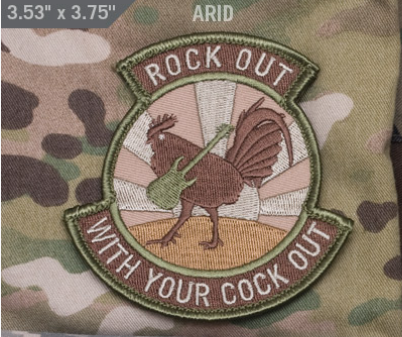 3.53" x 3.75"
ARID
ROCK OUT
WITH YOUR COCK OUT